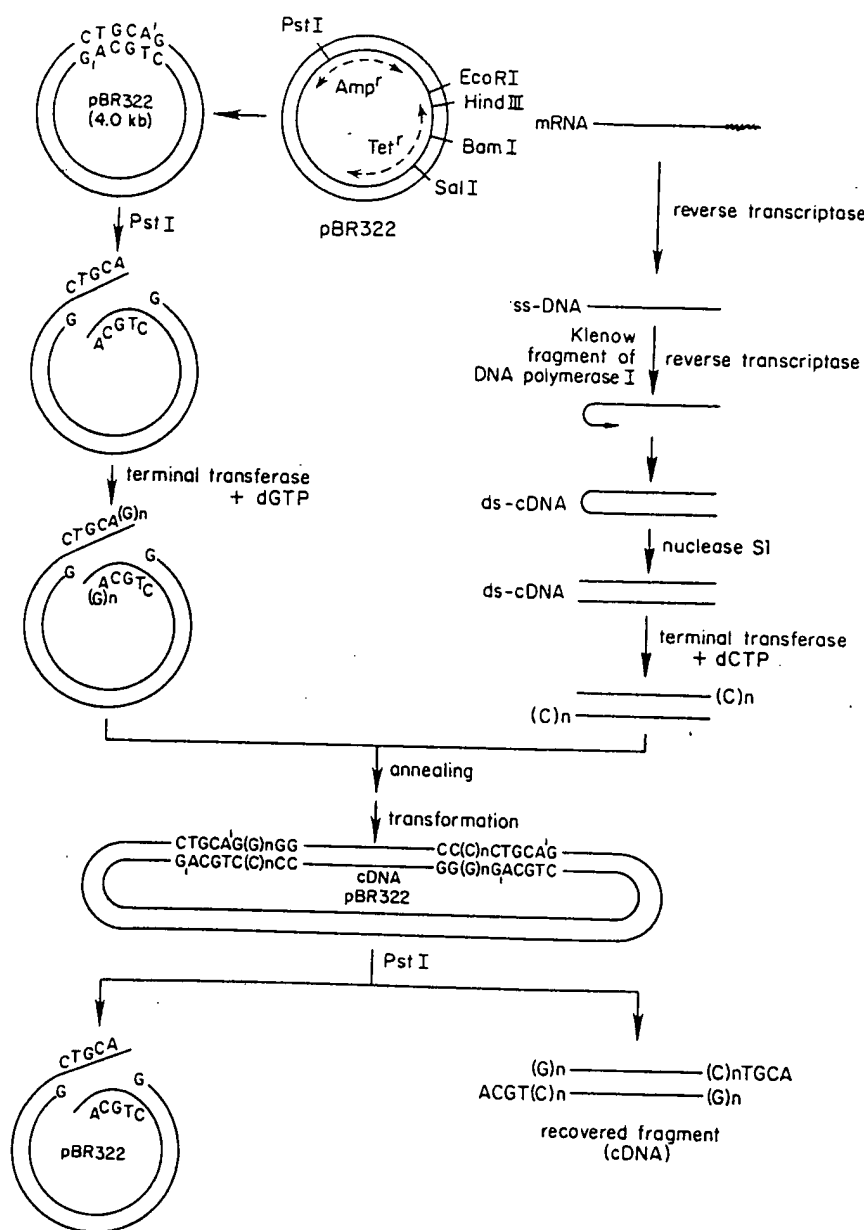 CTGCA'G
G,ACGTC
pBR322
(4.0 kb)
PstI
Amp^r
Tet^r
EcoRI
Hind III
Bam I
Sal I
pBR322
mRNA
PstI
reverse transcriptase
CTGCA
G
G
ACGTC
ss-DNA
Klenow
fragment of
DNA polymerase I
reverse transcriptase
terminal transferase
+ dGTP
ds-cDNA
nuclease S1
CTGCA(G)n
G
G
ACGTC
(G)n
ds-cDNA
terminal transferase
+ dCTP
(C)n
(C)n
annealing
transformation
CTGCA'G(G)nGG
CC(C)nCTGCA'G
G,ACGTC(C)nCC
GG(G)nG,ACGTC
cDNA
pBR322
PstI
CTGCA
G
G
ACGTC
pBR322
(G)n
(C)nTGCA
ACGT(C)n
(G)n
recovered fragment
(cDNA)